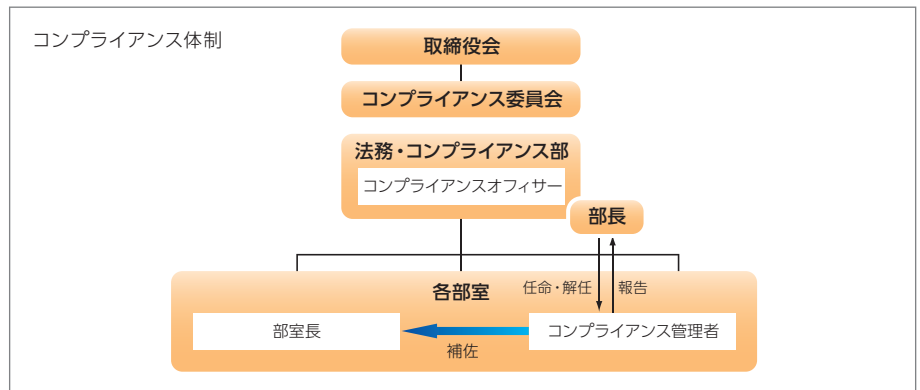 コンプライアンス体制
取締役会
コンプライアンス委員会
法務・コンプライアンス部
コンプライアンスオフィサー
部長
各部室
任命・解任
報告
部室長
補佐
コンプライアンス管理者